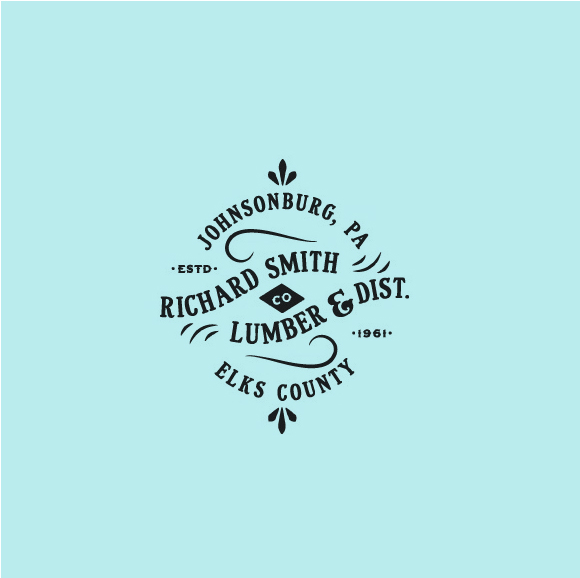 JOHNSONBURG, PA
·ESTD·
RICHARD SMITH
CO
LUMBER & DIST.
·1961·
ELKS COUNTY